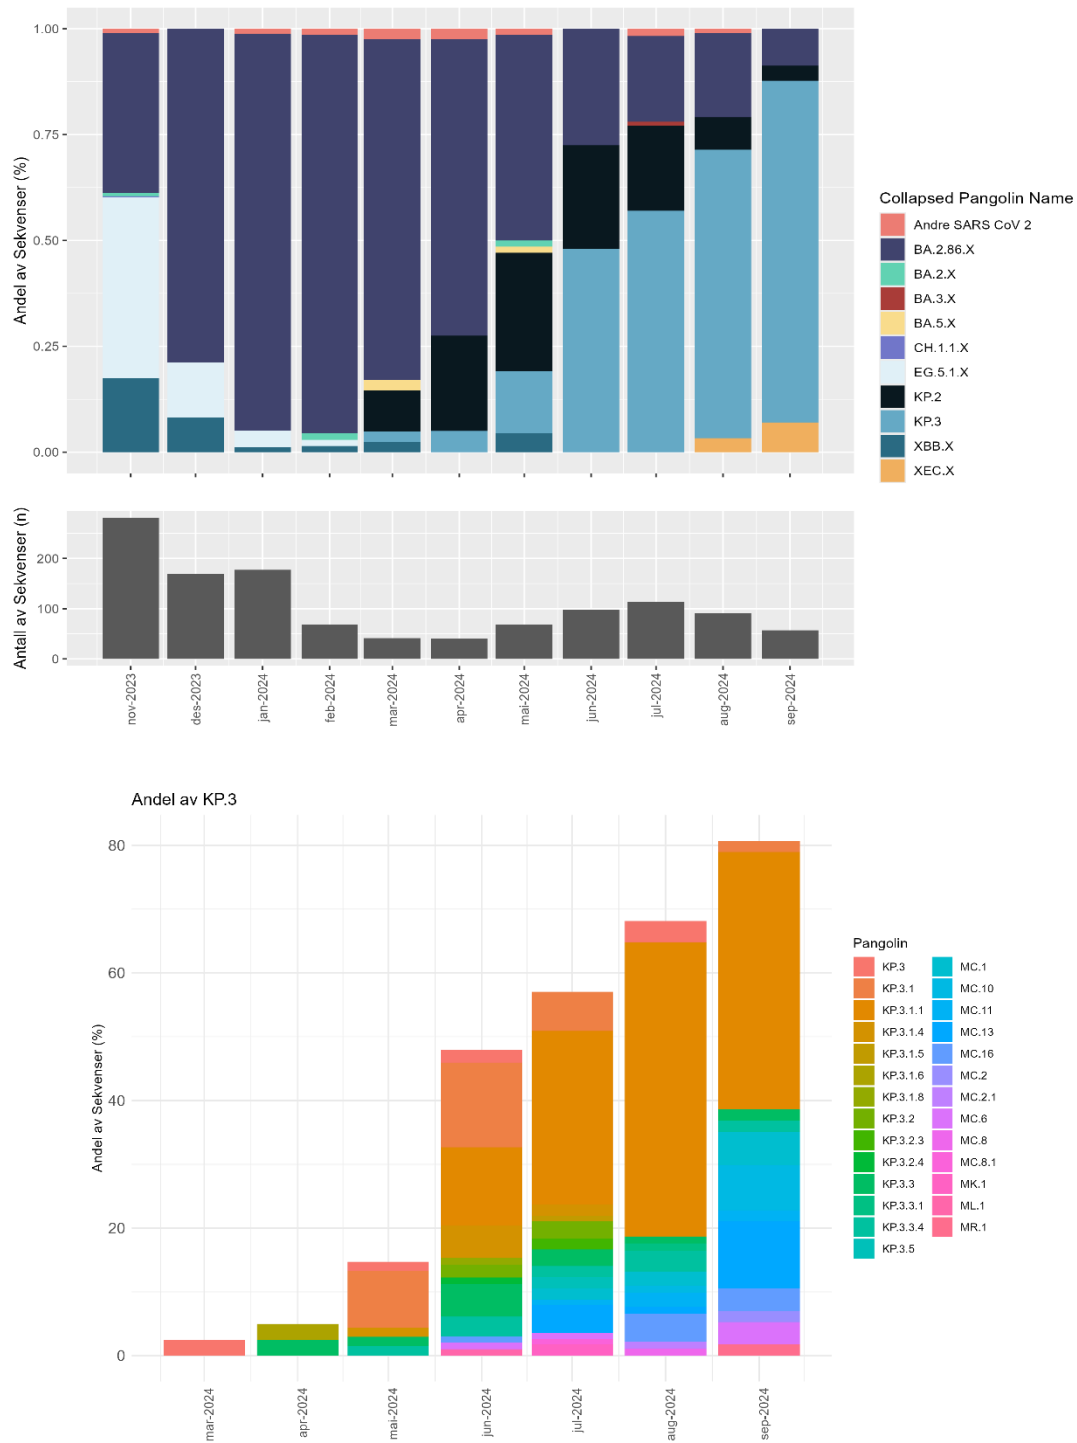 Andel av Sekvenser (%)
1.00
0.75
0.50
0.25
0.00
Collapsed Pangolin Name
Andre SARS CoV 2
BA.2.86.X
BA.2.X
BA.3.X
BA.5.X
CH.1.1.X
EG.5.1.X
KP.2
KP.3
XBB.X
XEC.X
Antall av Sekvenser (n)
200
100
0
nov-2023
des-2023
jan-2024
feb-2024
mar-2024
apr-2024
mai-2024
jun-2024
jul-2024
aug-2024
sep-2024
Andel av KP.3
Andel av Sekvenser (%)
80
60
40
20
0
mar-2024
apr-2024
mai-2024
jun-2024
jul-2024
aug-2024
sep-2024
Pangolin
KP.3
KP.3.1
KP.3.1.1
KP.3.1.4
KP.3.1.5
KP.3.1.6
KP.3.1.8
KP.3.2
KP.3.2.3
KP.3.2.4
KP.3.3
KP.3.3.1
KP.3.3.4
KP.3.5
MC.1
MC.10
MC.11
MC.13
MC.16
MC.2
MC.2.1
MC.6
MC.8
MC.8.1
MK.1
ML.1
MR.1